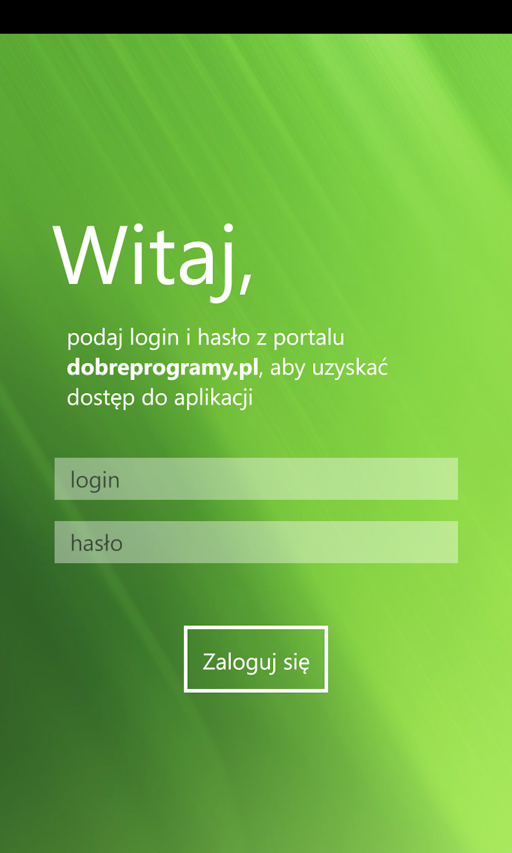 Witaj,
podaj login i hasło z portalu
dobreprogramy.pl, aby uzyskać
dostęp do aplikacji
login
hasło
Zaloguj się